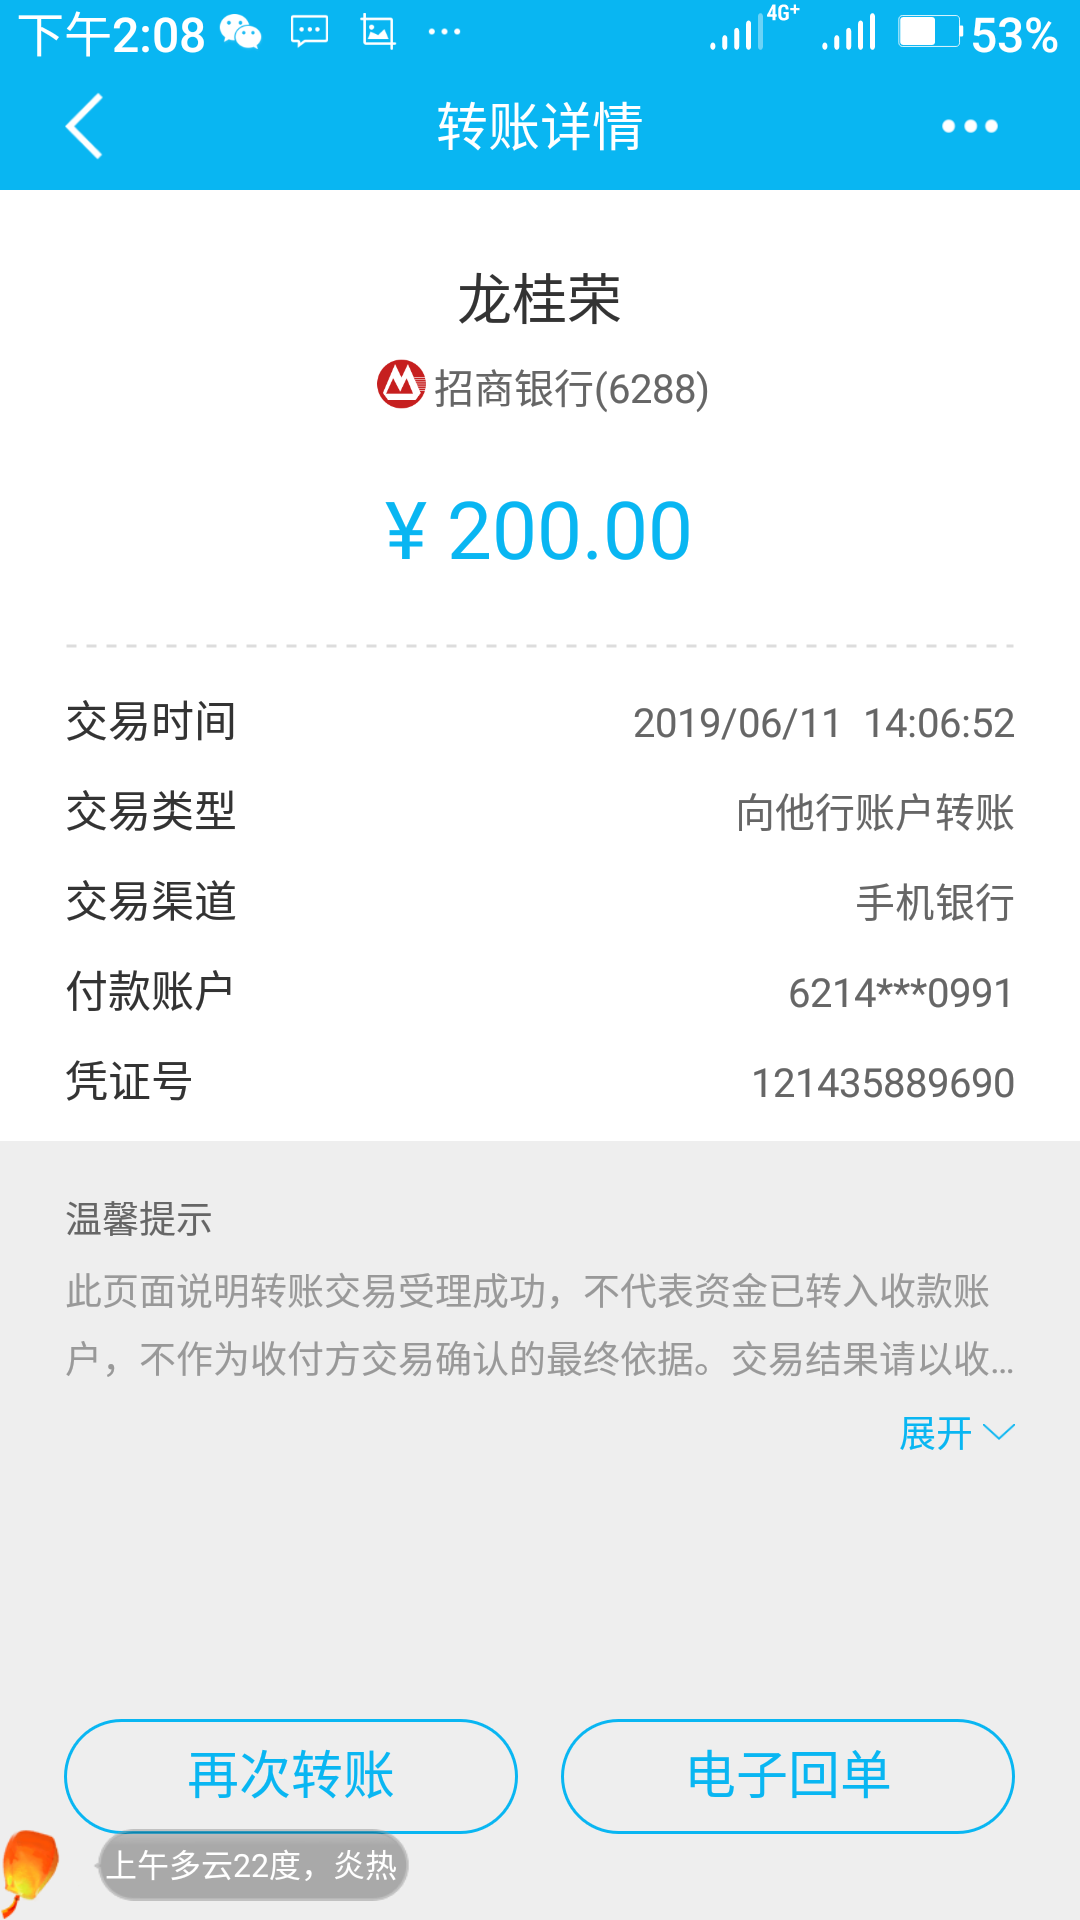 下午2:08 4G+ 53%
转账详情
龙桂荣
招商银行(6288)
¥ 200.00
交易时间 2019/06/11 14:06:52
交易类型 向他行账户转账
交易渠道 手机银行
付款账户 6214***0991
凭证号 121435889690
温馨提示
此页面说明转账交易受理成功，不代表资金已转入收款账
户，不作为收付方交易确认的最终依据。交易结果请以收...
展开
再次转账 电子回单
上午多云22度，炎热